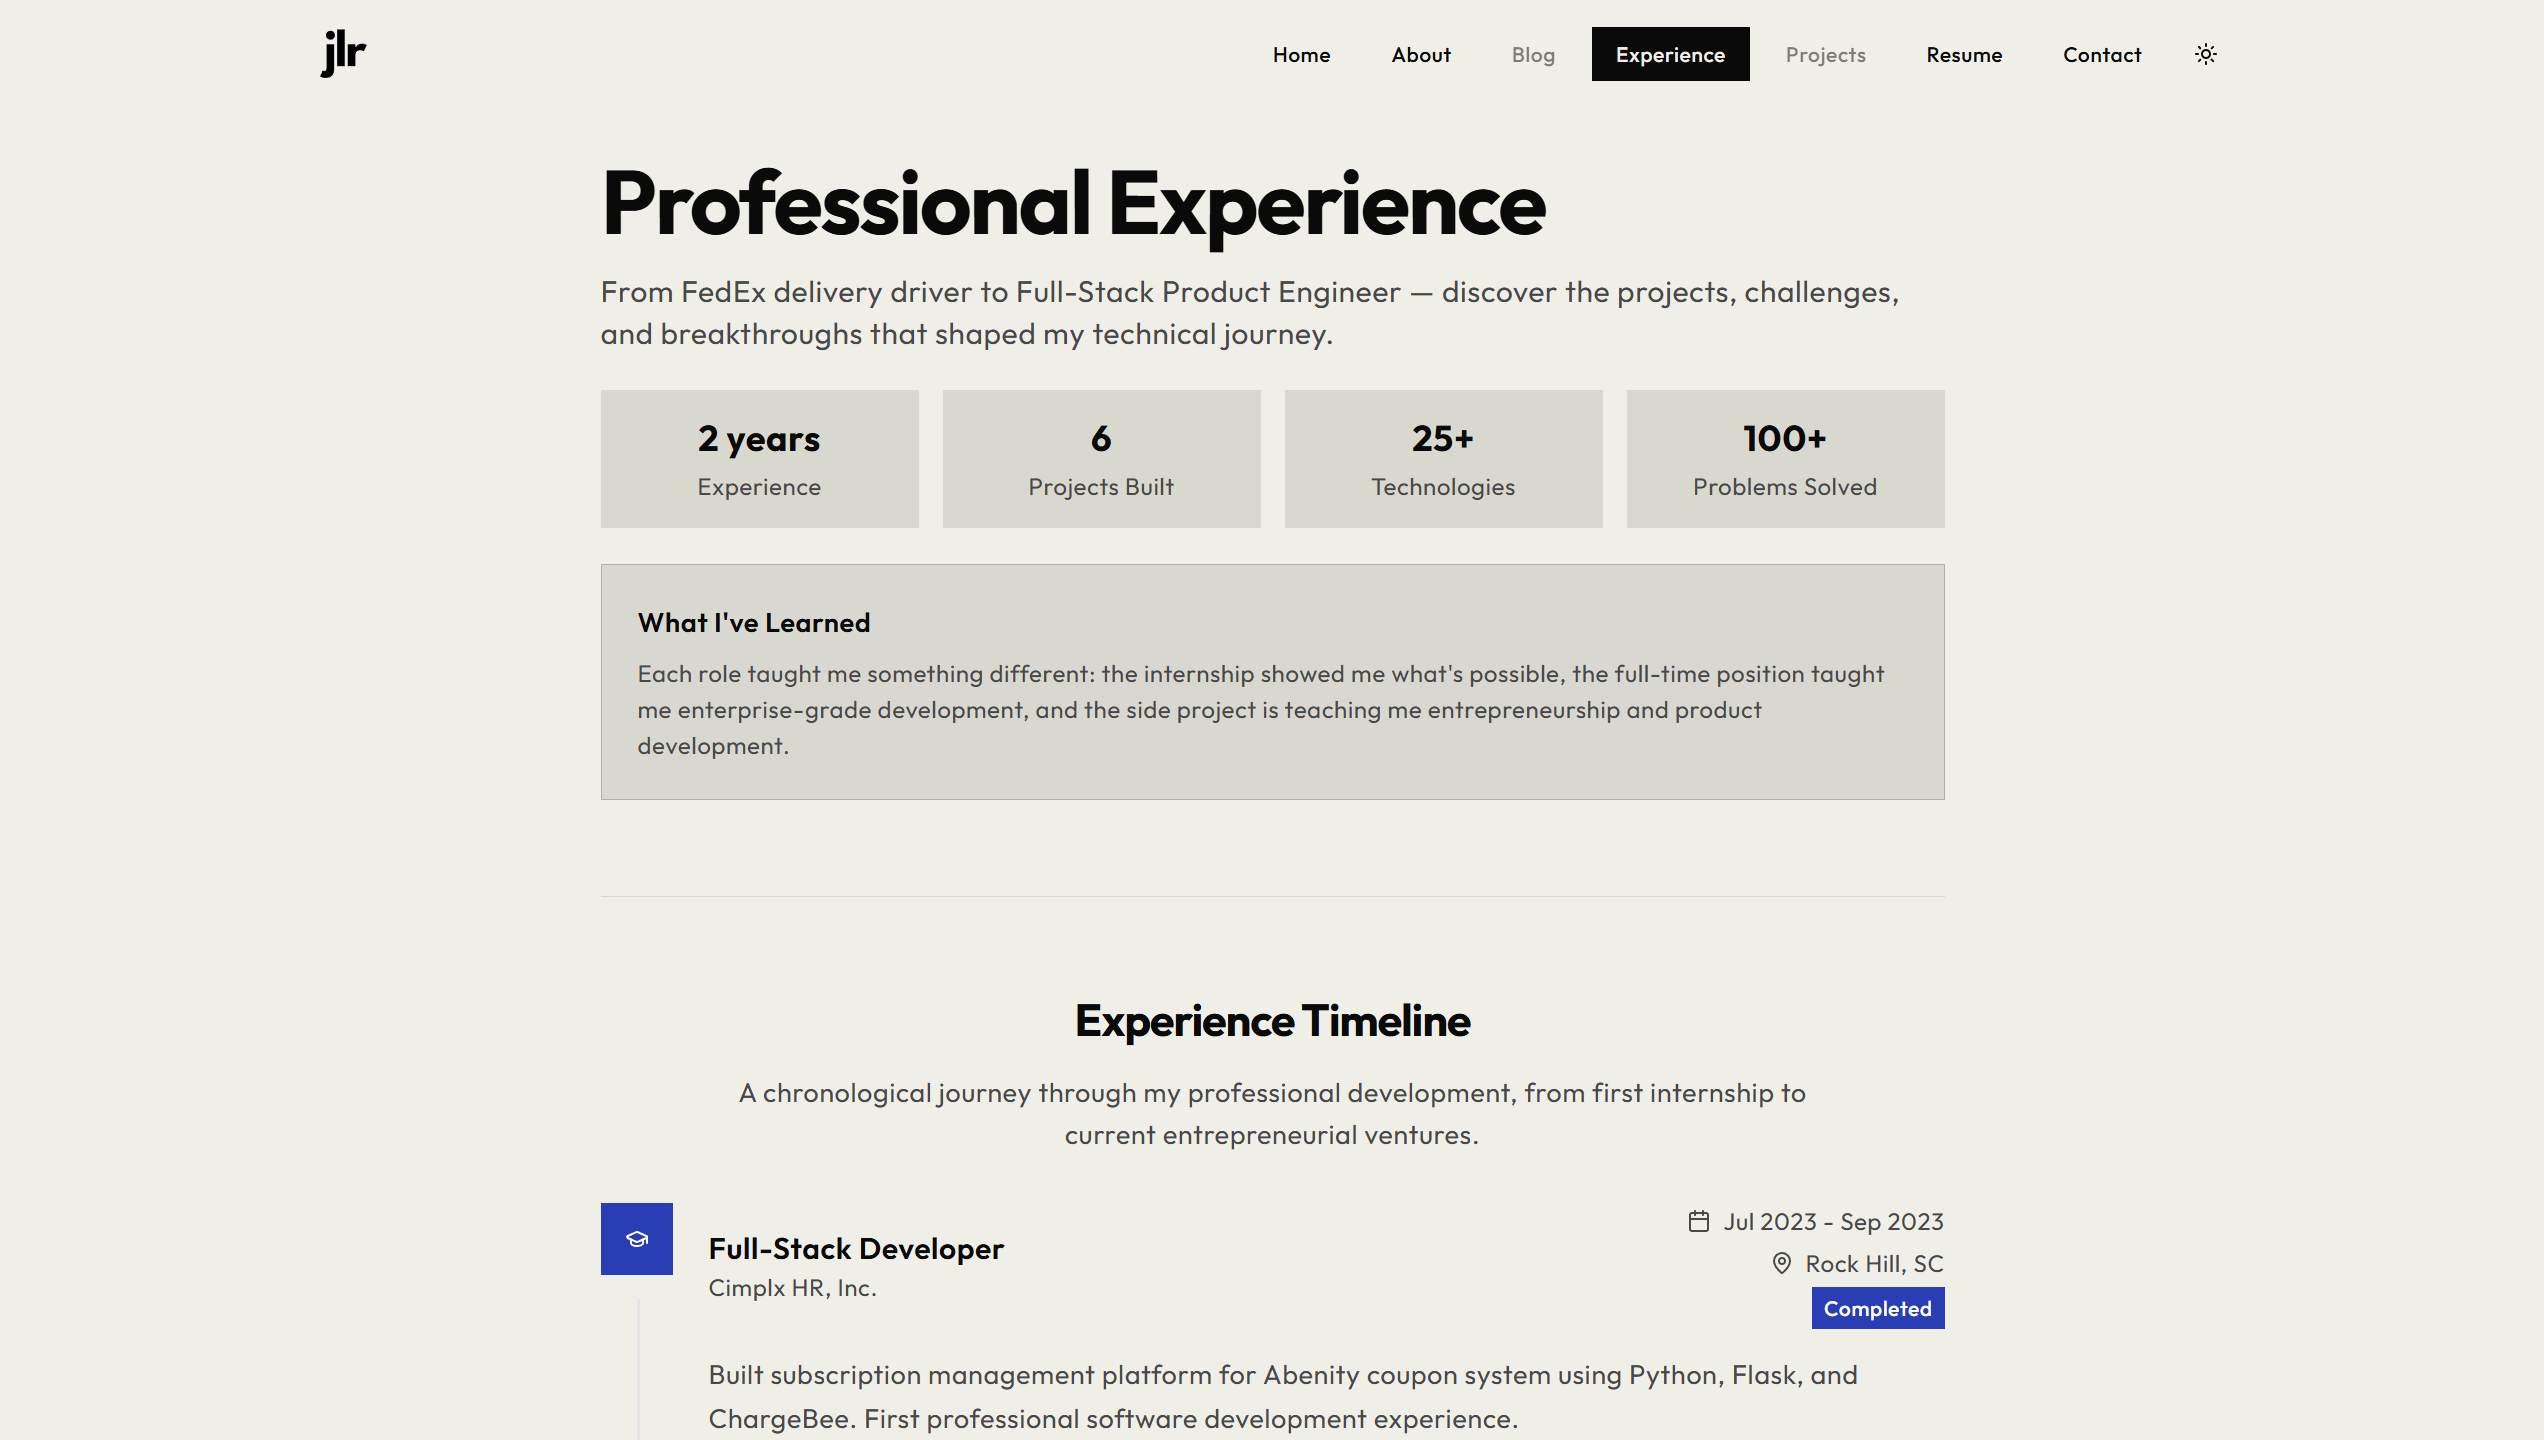 jlr
Home About Blog Experience Projects Resume Contact
Professional Experience
From FedEx delivery driver to Full-Stack Product Engineer — discover the projects, challenges,
and breakthroughs that shaped my technical journey.
2 years
Experience
6
Projects Built
25+
Technologies
100+
Problems Solved
What I've Learned
Each role taught me something different: the internship showed me what's possible, the full-time position taught
me enterprise-grade development, and the side project is teaching me entrepreneurship and product
development.
Experience Timeline
A chronological journey through my professional development, from first internship to
current entrepreneurial ventures.
Full-Stack Developer
Cimplx HR, Inc.
Jul 2023 - Sep 2023
Rock Hill, SC
Completed
Built subscription management platform for Abenity coupon system using Python, Flask, and
ChargeBee. First professional software development experience.